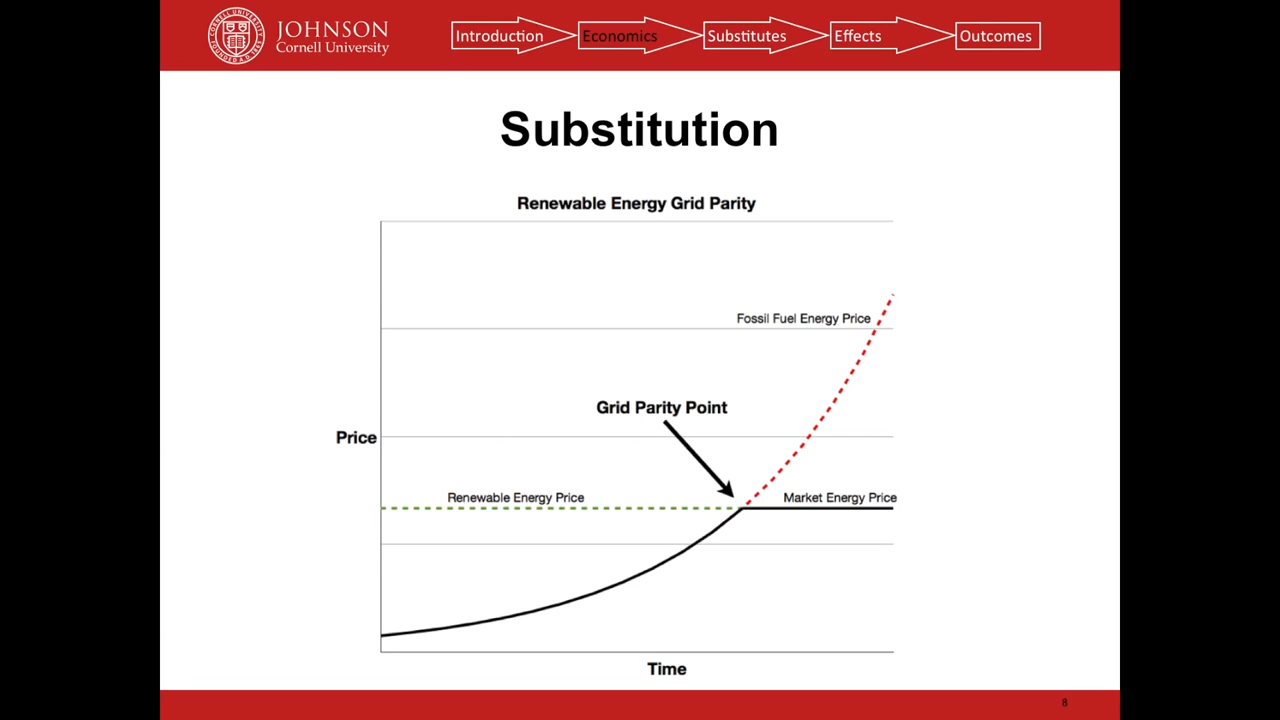 JOHNSON
Cornell University
Introduction
Economics
Substitutes
Effects
Outcomes
Substitution
Renewable Energy Grid Parity
Fossil Fuel Energy Price
Grid Parity Point
Price
Renewable Energy Price
Market Energy Price
Time
8